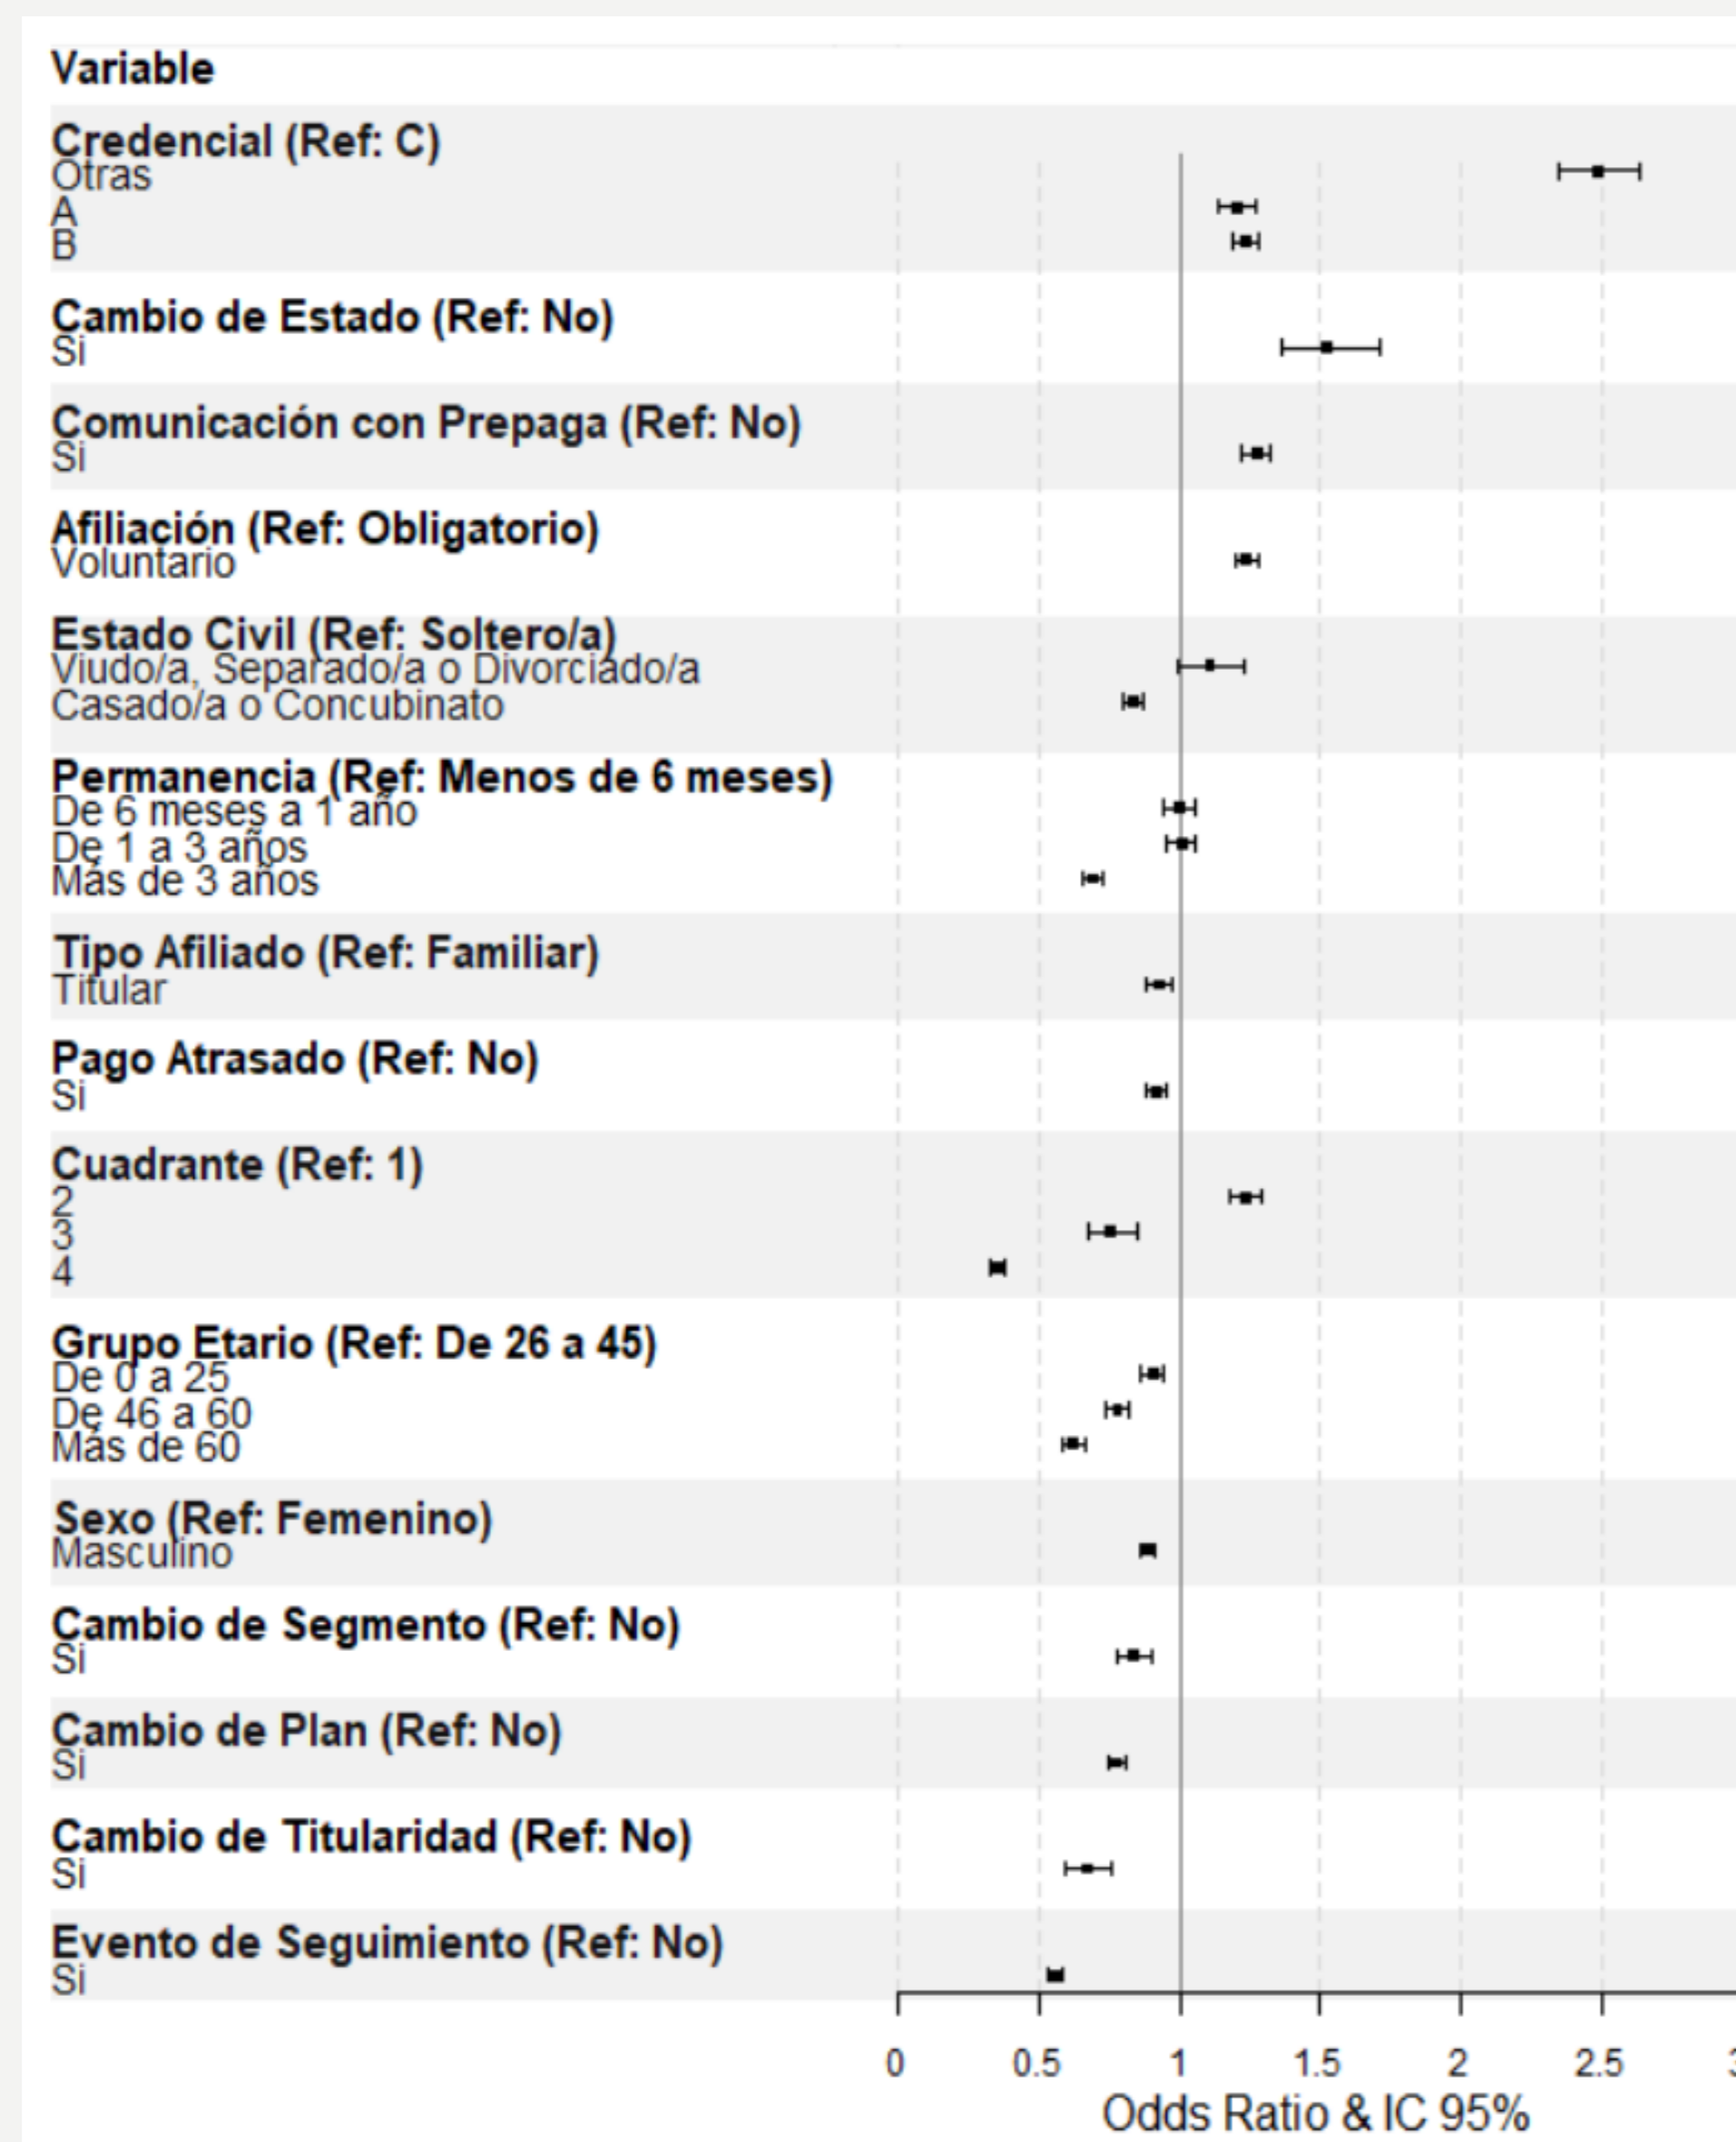 Variable
Credencial (Ref: C)
Otras
A
B
Cambio de Estado (Ref: No)
Si
Comunicación con Prepaga (Ref: No)
Si
Afiliación (Ref: Obligatorio)
Voluntario
Estado Civil (Ref: Soltero/a)
Viudo/a, Separado/a o Divorciado/a
Casado/a o Concubinato
Permanencia (Ref: Menos de 6 meses)
De 6 meses a 1 año
De 1 a 3 años
Más de 3 años
Tipo Afiliado (Ref: Familiar)
Titular
Pago Atrasado (Ref: No)
Si
Cuadrante (Ref: 1)
2
3
4
Grupo Etario (Ref: De 26 a 45)
De 0 a 25
De 46 a 60
Más de 60
Sexo (Ref: Femenino)
Masculino
Cambio de Segmento (Ref: No)
Si
Cambio de Plan (Ref: No)
Si
Cambio de Titularidad (Ref: No)
Si
Evento de Seguimiento (Ref: No)
Si
0 0.5 1 1.5 2 2.5
Odds Ratio & IC 95%